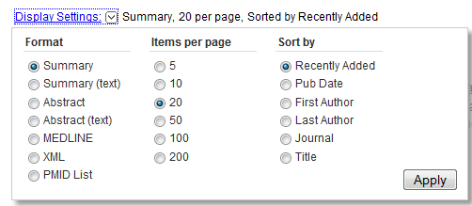 Display Settings: Summary, 20 per page, Sorted by Recently Added
Format Items per page Sort by
Summary 5 Recently Added
Summary (text) 10 Pub Date
Abstract 20 First Author
Abstract (text) 50 Last Author
MEDLINE 100 Journal
XML 200 Title
PMID List
Apply